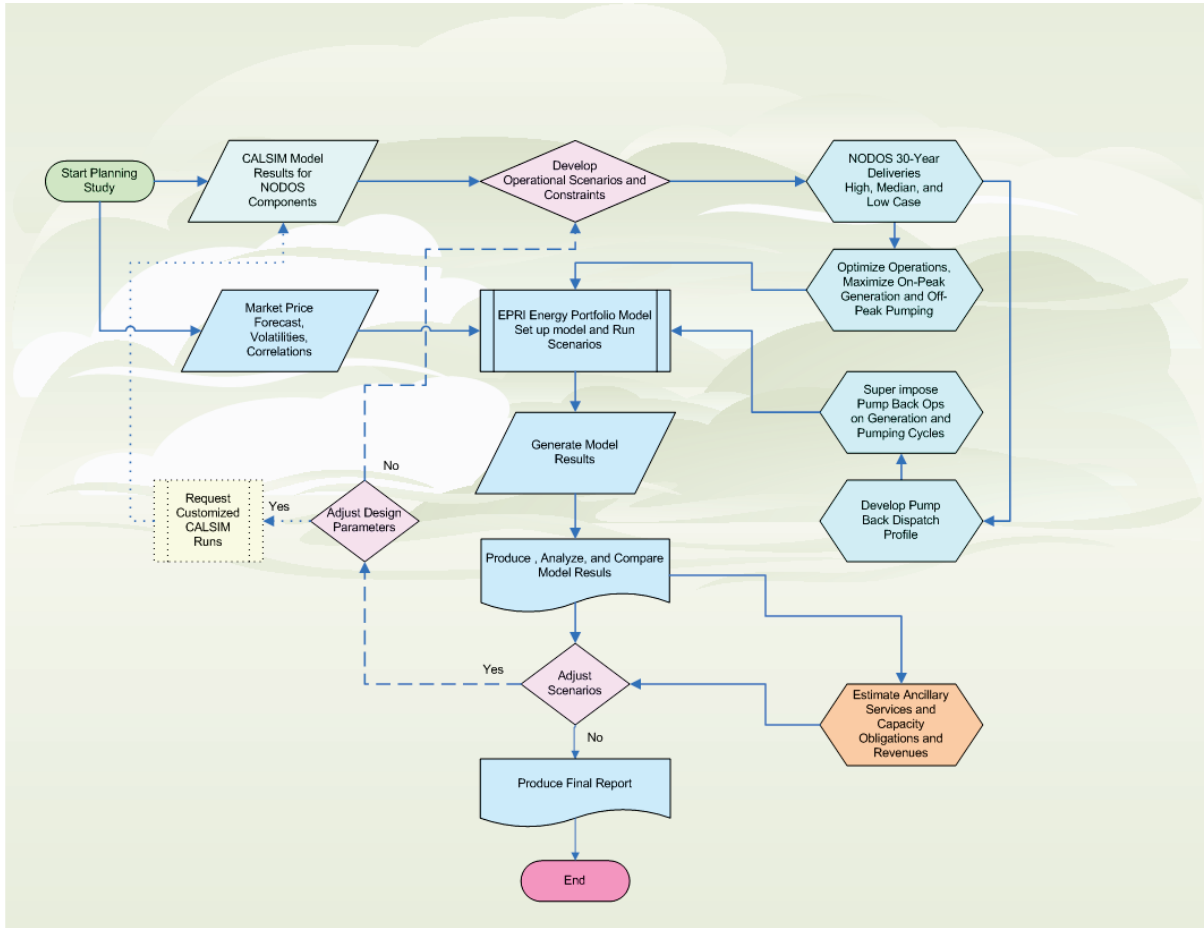 Start Planning
Study
CALSIM Model
Results for
NODOS
Components
Develop
Operational Scenarios and
Constraints
NODOS 30-Year
Deliveries
High, Median, and
Low Case
Optimize Operations,
Maximize On-Peak
Generation and Off-
Peak Pumping
Market Price
Forecast,
Volatilities,
Correlations
EPRI Energy Portfolio Model
Set up model and Run
Scenarios
Super impose
Pump Back Ops
on Generation and
Pumping Cycles
Generate Model
Results
No
Request
Customized
CALSIM
Runs
Yes
Adjust Design
Parameters
Develop Pump
Back Dispatch
Profile
Produce , Analyze, and Compare
Model Resuls
Yes
Adjust
Scenarios
Estimate Ancillary
Services and
Capacity
Obligations and
Revenues
No
Produce Final Report
End